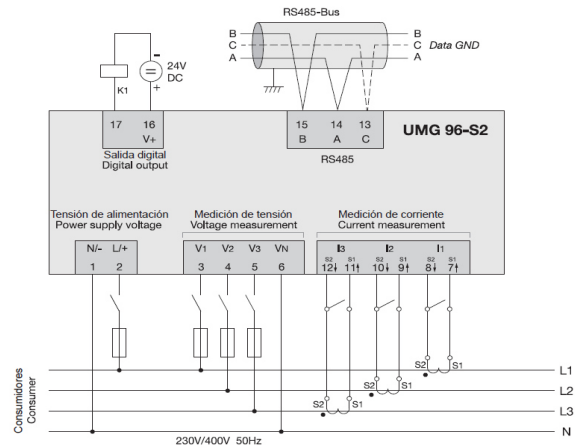 RS485-Bus
B B
C C Data GND
A A
24V
DC
-
+
K1
17 16
V+
Salida digital
Digital output
15 14 13
B A C
RS485
UMG 96-S2
Tensión de alimentación
Power supply voltage
Medición de tensión
Voltage measurement
Medición de corriente
Current measurement
N/- L/+
1 2
V1 V2 V3 VN
3 4 5 6
I3 I2 I1
S2 S1 S2 S1 S2 S1
12↓ 11↑ 10↓ 9↑ 8↓ 7↑
Consumidores
Consumer
S2 S1
L1
S2 S1
L2
S2 S1
L3
N
230V/400V 50Hz